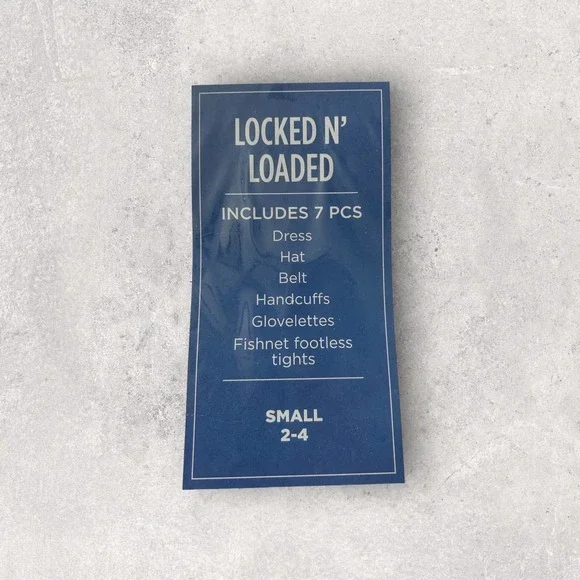 LOCKED N'
LOADED
INCLUDES 7 PCS
Dress
Hat
Belt
Handcuffs
Glovelettes
Fishnet footless
tights
SMALL
2-4